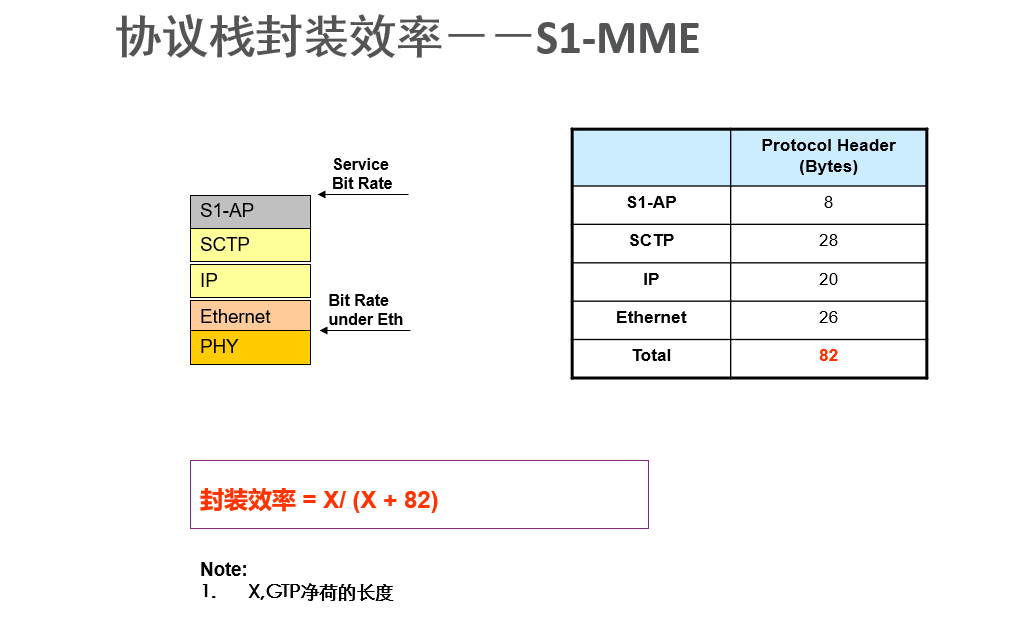 协议栈封装效率－－S1-MME
Service
Bit Rate
S1-AP
SCTP
IP
Ethernet
PHY
Bit Rate
under Eth
Protocol Header
(Bytes)
S1-AP 8
SCTP 28
IP 20
Ethernet 26
Total 82
封装效率 = X/ (X + 82)
Note:
1. X,GTP净荷的长度